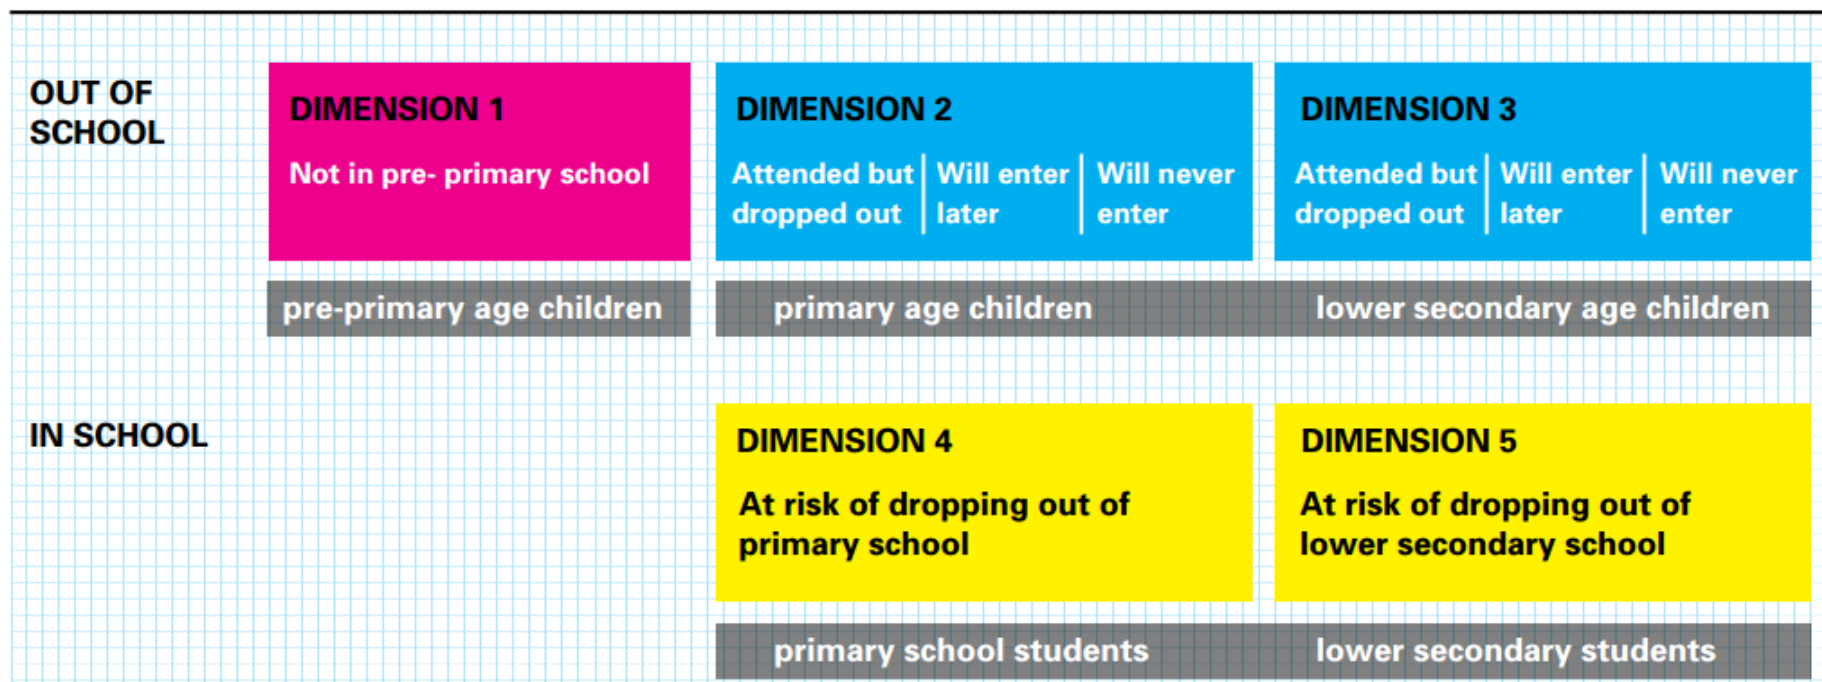 OUT OF
SCHOOL
DIMENSION 1
Not in pre- primary school
DIMENSION 2
Attended but
dropped out
Will enter
later
Will never
enter
DIMENSION 3
Attended but
dropped out
Will enter
later
Will never
enter
pre-primary age children
primary age children
lower secondary age children
IN SCHOOL
DIMENSION 4
At risk of dropping out of
primary school
DIMENSION 5
At risk of dropping out of
lower secondary school
primary school students
lower secondary students